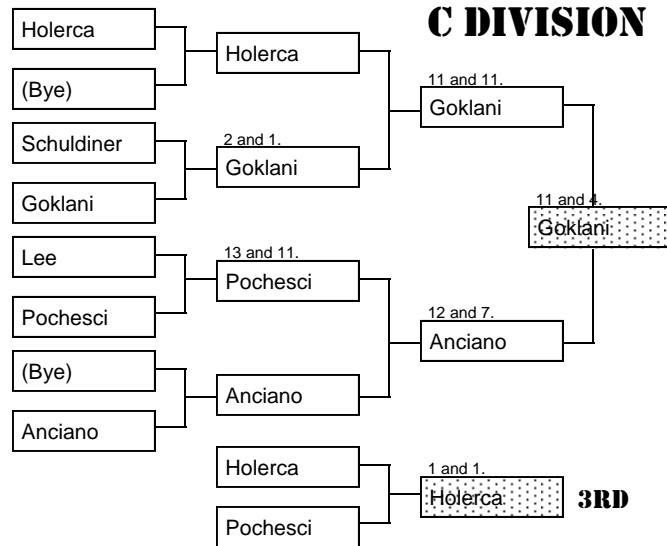 C DIVISION
Holerca
(Bye)
Schuldiner
Goklani
Lee
Pochesci
(Bye)
Anciano
Holerca
2 and 1.
Goklani
13 and 11.
Pochesci
Anciano
11 and 11.
Goklani
12 and 7.
Anciano
11 and 4.
Goklani
Holerca
Pochesci
1 and 1.
Holerca
3RD